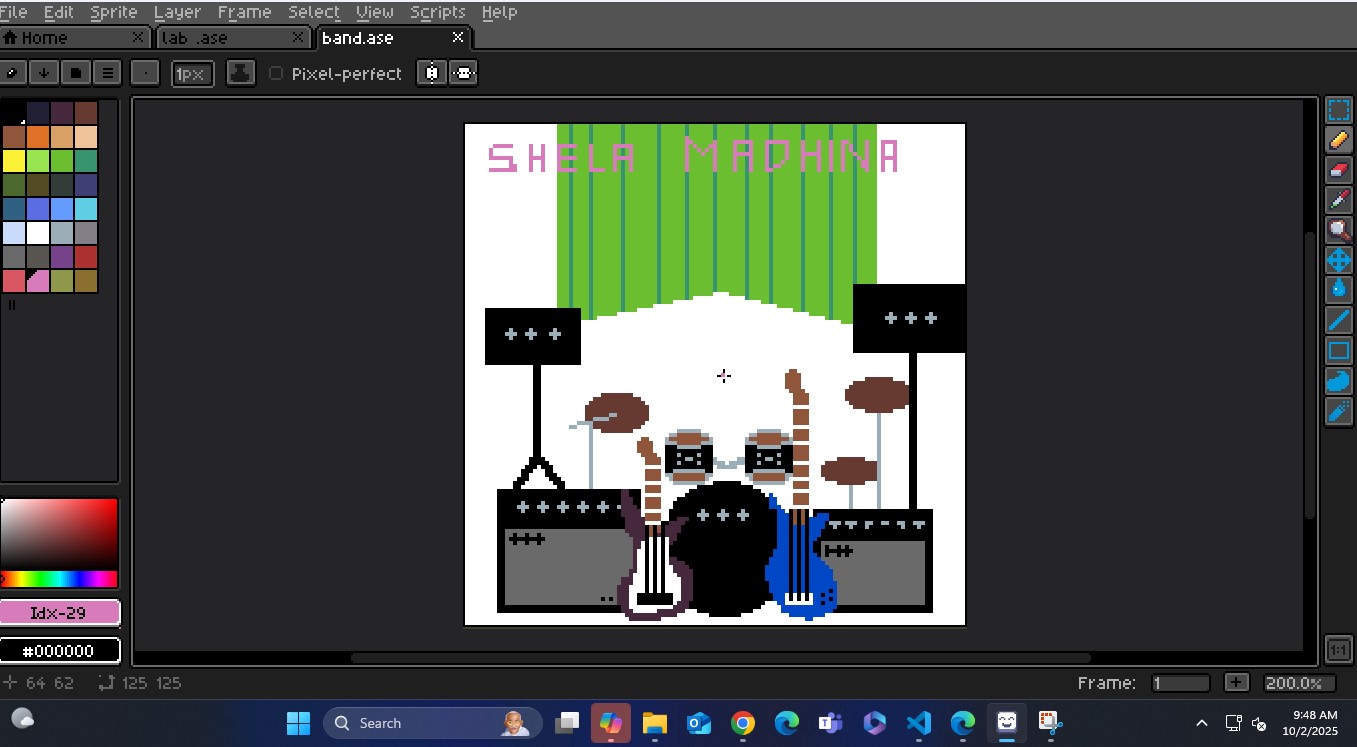 File Edit Sprite Layer Frame Select View Scripts Help
Home lab .ase band.ase
1px Pixel-perfect
SHELA MADHINA
Idx-29
#000000
64 62 125 125 Frame: 1 200.0%
1:1
Search
9:48 AM
10/2/2025